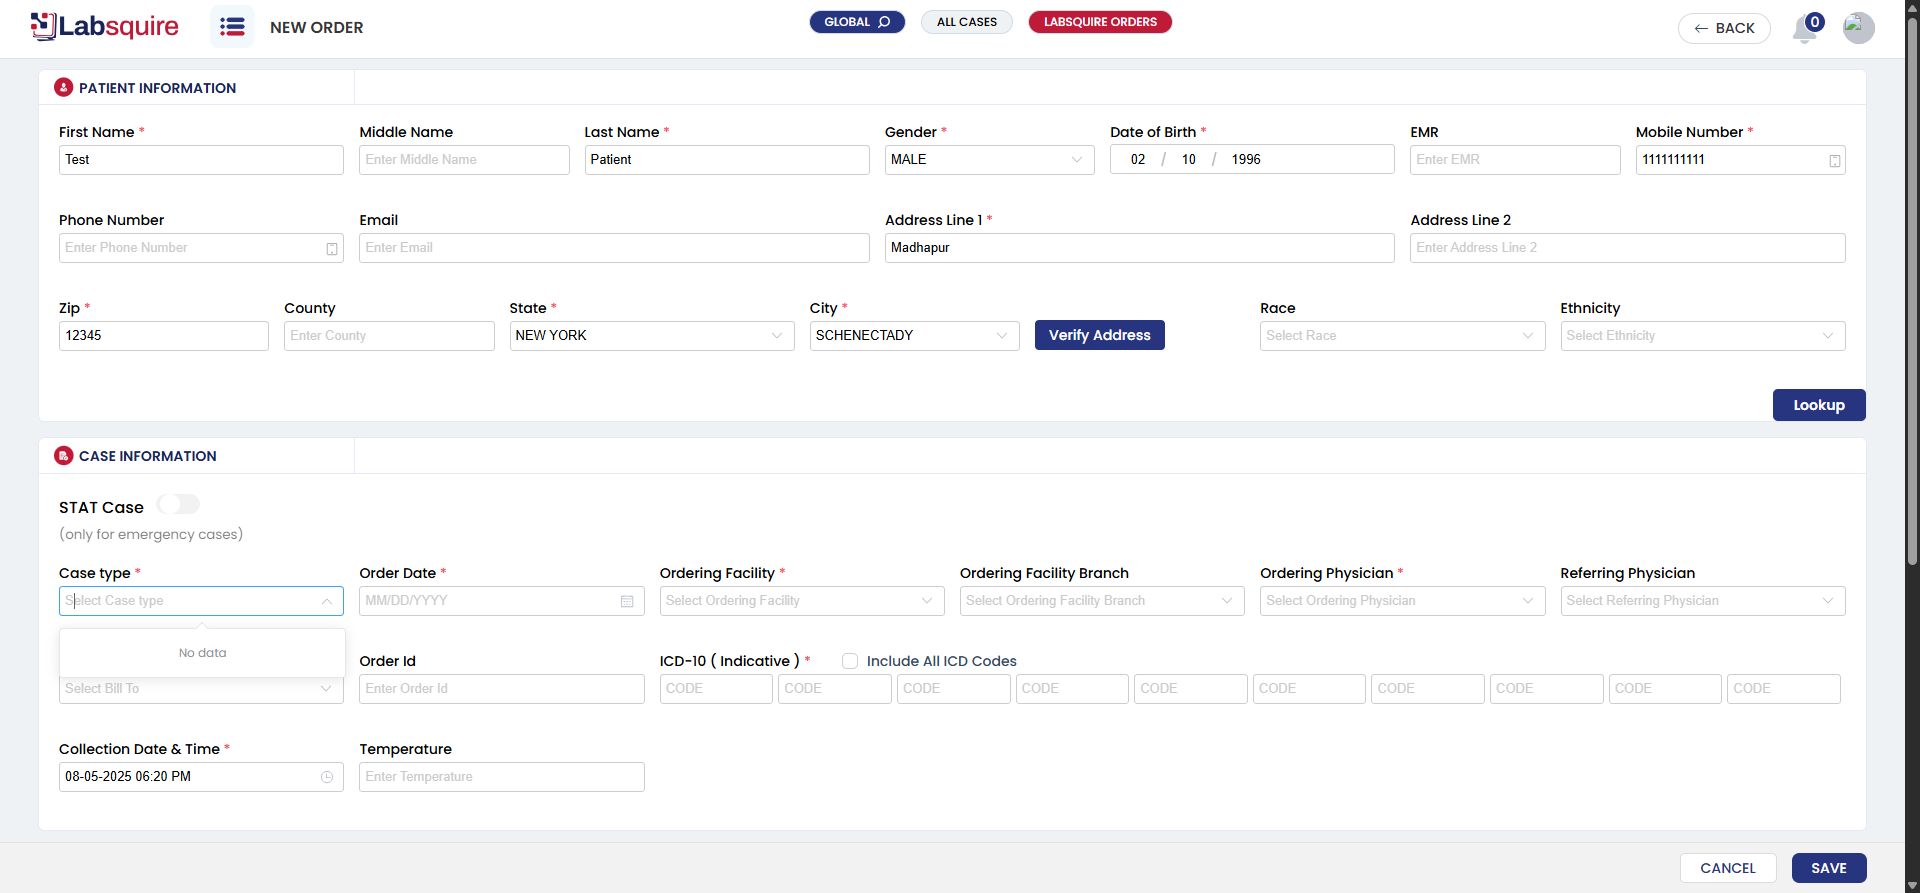 Labsquire
NEW ORDER
GLOBAL
ALL CASES
LABSQUIRE ORDERS
BACK
0
PATIENT INFORMATION
First Name *
Middle Name
Last Name *
Gender *
Date of Birth *
EMR
Mobile Number *
Test
Enter Middle Name
Patient
MALE
02 / 10 / 1996
Enter EMR
1111111111
Phone Number
Email
Address Line 1 *
Address Line 2
Enter Phone Number
Enter Email
Madhapur
Enter Address Line 2
Zip *
County
State *
City *
Race
Ethnicity
12345
Enter County
NEW YORK
SCHENECTADY
Verify Address
Select Race
Select Ethnicity
Lookup
CASE INFORMATION
STAT Case
(only for emergency cases)
Case type *
Order Date *
Ordering Facility *
Ordering Facility Branch
Ordering Physician *
Referring Physician
Select Case type
MM/DD/YYYY
Select Ordering Facility
Select Ordering Facility Branch
Select Ordering Physician
Select Referring Physician
No data
Order Id
ICD-10 ( Indicative ) *
Include All ICD Codes
Select Bill To
Enter Order Id
CODE
CODE
CODE
CODE
CODE
CODE
CODE
CODE
CODE
CODE
Collection Date & Time *
Temperature
08-05-2025 06:20 PM
Enter Temperature
CANCEL
SAVE